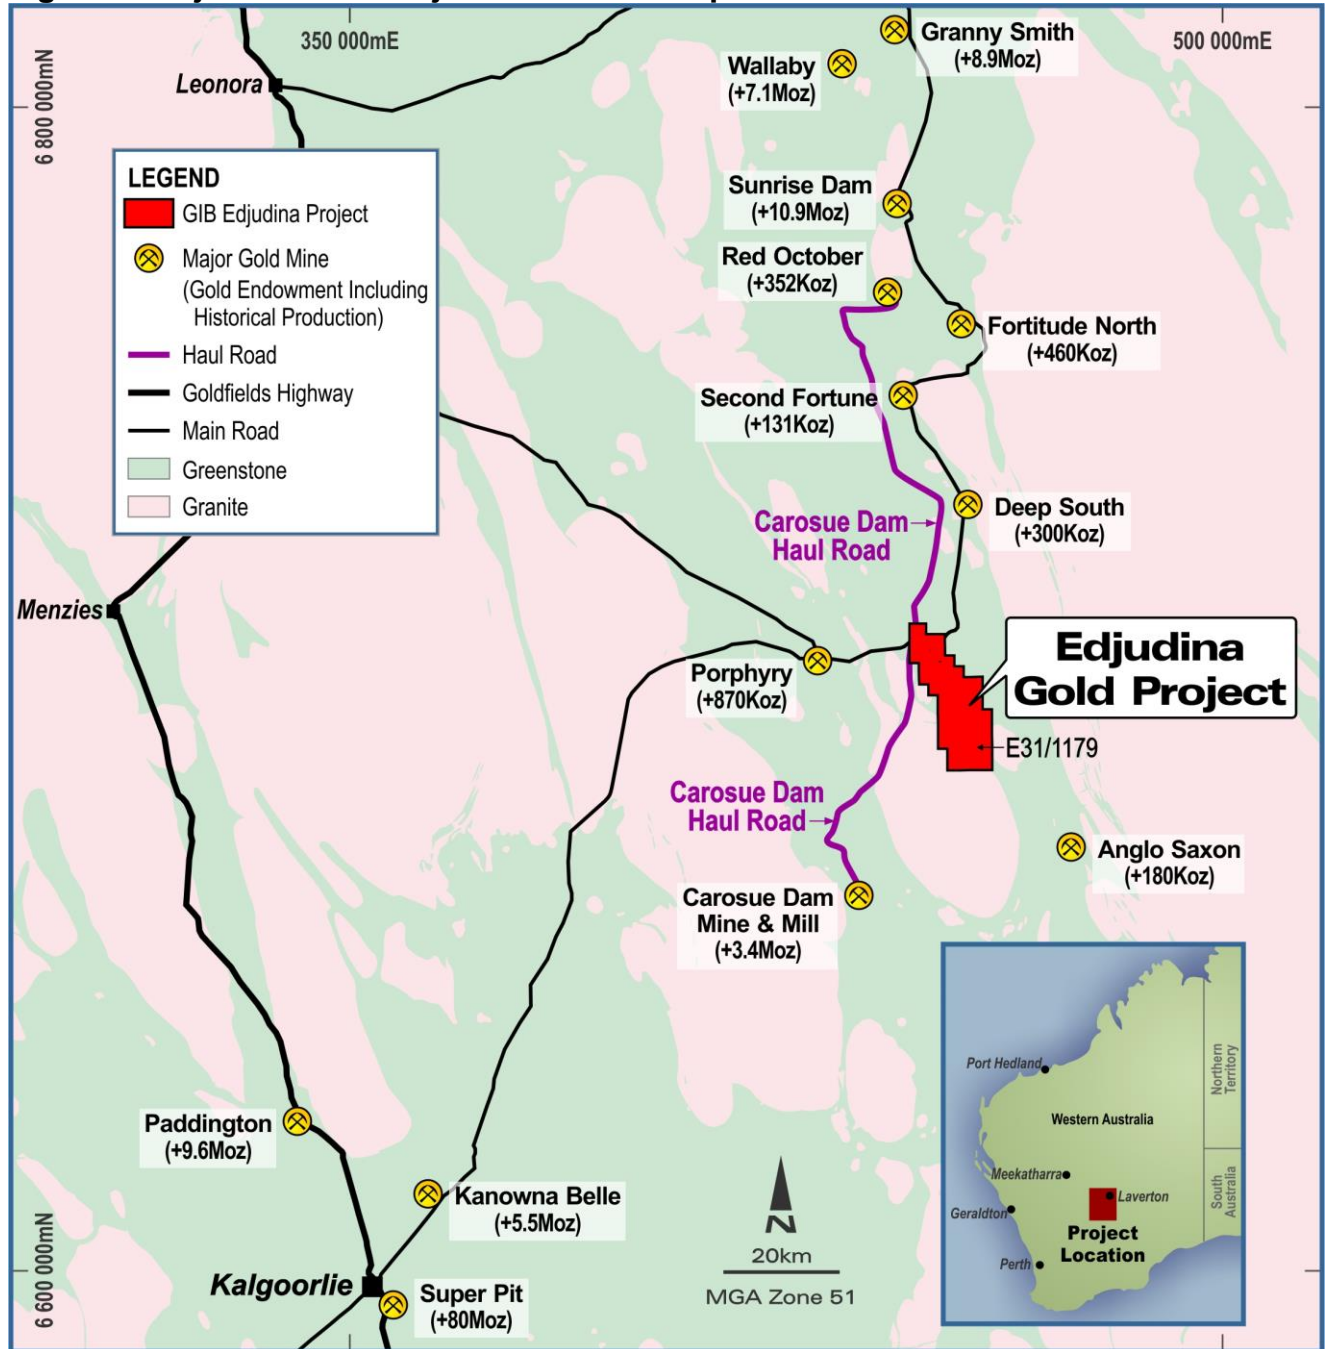 350 000mE
500 000mE
6 800 000mN
6 600 000mN
Leonora
Granny Smith
(+8.9Moz)
Wallaby
(+7.1Moz)
LEGEND
GIB Edjudina Project
Major Gold Mine
(Gold Endowment Including
Historical Production)
Haul Road
Goldfields Highway
Main Road
Greenstone
Granite
Sunrise Dam
(+10.9Moz)
Red October
(+352Koz)
Fortitude North
(+460Koz)
Second Fortune
(+131Koz)
Deep South
(+300Koz)
Carosue Dam
Haul Road
Menzies
Edjudina
Gold Project
Porphyry
(+870Koz)
E31/1179
Carosue Dam
Haul Road
Anglo Saxon
(+180Koz)
Carosue Dam
Mine & Mill
(+3.4Moz)
Paddington
(+9.6Moz)
Kanowna Belle
(+5.5Moz)
Kalgoorlie
Super Pit
(+80Moz)
N
20km
MGA Zone 51
Port Hedland
Northern
Territory
Western Australia
Meekatharra
Laverton
South
Australia
Geraldton
Project
Location
Perth